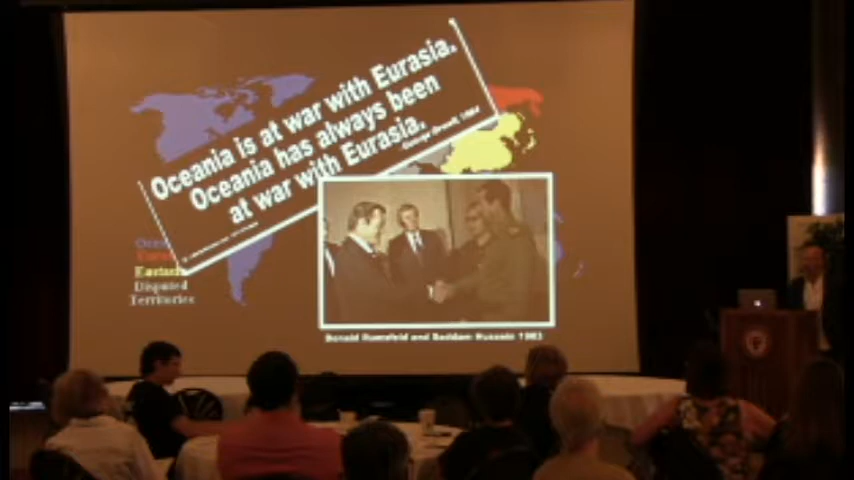 Oceania is at war with Eurasia.
Oceania has always been
at war with Eurasia.
George Orwell, 1984
Eastasia
Disputed
Territories
Donald Rumsfeld and Saddam Hussein 1983